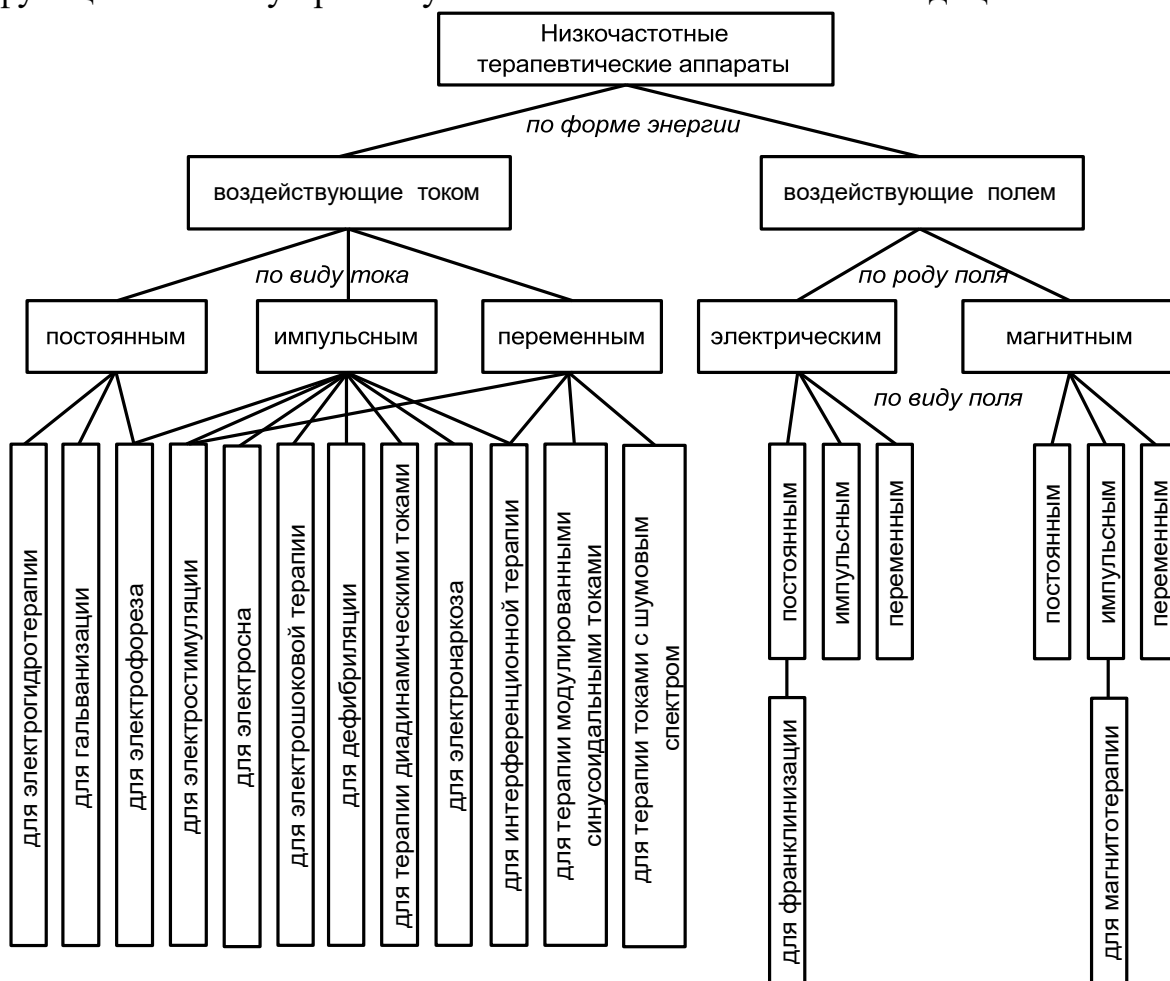 Низкочастотные
терапевтические аппараты
по форме энергии
воздействующие током
воздействующие полем
по виду тока
по роду поля
постоянным
импульсным
переменным
электрическим
магнитным
по виду поля
для электрогидротерапии
для гальванизации
для электрофореза
для электростимуляции
для электросна
для электрошоковой терапии
для дефибриляции
для терапии диадинамическими токами
для электронаркоза
для интерференционной терапии
для терапии модулированными
синусоидальными токами
для терапии токами с шумовым
спектром
постоянным
импульсным
переменным
постоянным
импульсным
переменным
для франклинизации
для магнитотерапии